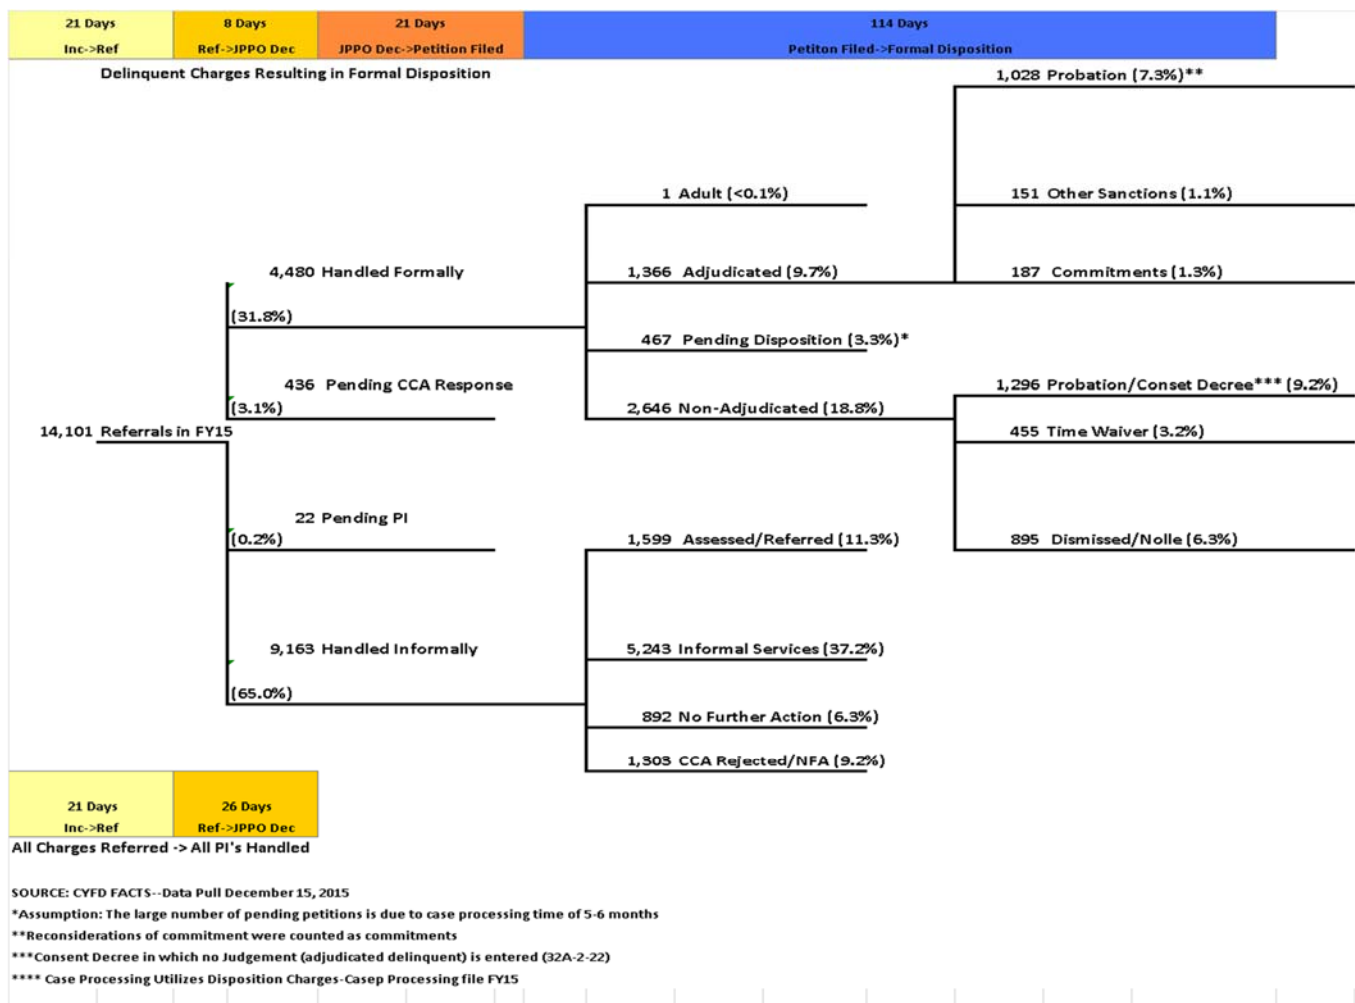 21 Days
Inc->Ref
8 Days
Ref->JPPO Dec
21 Days
JPPO Dec->Petition Filed
114 Days
Petiton Filed->Formal Disposition
Delinquent Charges Resulting in Formal Disposition
1,028 Probation (7.3%)**
1 Adult (<0.1%)
151 Other Sanctions (1.1%)
4,480 Handled Formally
(31.8%)
1,366 Adjudicated (9.7%)
187 Commitments (1.3%)
467 Pending Disposition (3.3%)*
436 Pending CCA Response
(3.1%)
2,646 Non-Adjudicated (18.8%)
1,296 Probation/Conset Decree*** (9.2%)
14,101 Referrals in FY15
455 Time Waiver (3.2%)
22 Pending PI
(0.2%)
1,599 Assessed/Referred (11.3%)
895 Dismissed/Nolle (6.3%)
9,163 Handled Informally
(65.0%)
5,243 Informal Services (37.2%)
892 No Further Action (6.3%)
1,303 CCA Rejected/NFA (9.2%)
21 Days
Inc->Ref
26 Days
Ref->JPPO Dec
All Charges Referred -> All PI's Handled
SOURCE: CYFD FACTS--Data Pull December 15, 2015
*Assumption: The large number of pending petitions is due to case processing time of 5-6 months
**Reconsiderations of commitment were counted as commitments
***Consent Decree in which no Judgement (adjudicated delinquent) is entered (32A-2-22)
**** Case Processing Utilizes Disposition Charges-Casep Processing file FY15